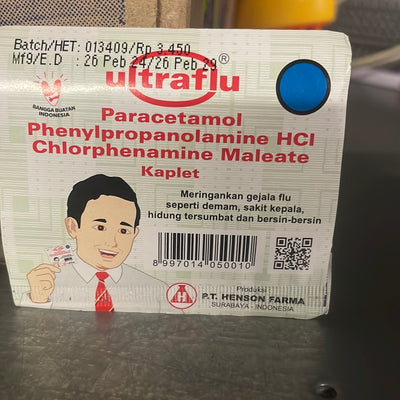 Batch/HET: 013409/Rp 3.450
Mf9/E.D : 26 Peb 24/26 Peb 29
ultraflu®
BANGGA BUATAN
INDONESIA
Paracetamol
Phenylpropanolamine HCl
Chlorphenamine Maleate
Kaplet
Meringankan gejala flu
seperti demam, sakit kepala,
hidung tersumbat dan bersin-bersin
8 997014 050010
Produksi
H
P.T. HENSON FARMA
SURABAYA - INDONESIA